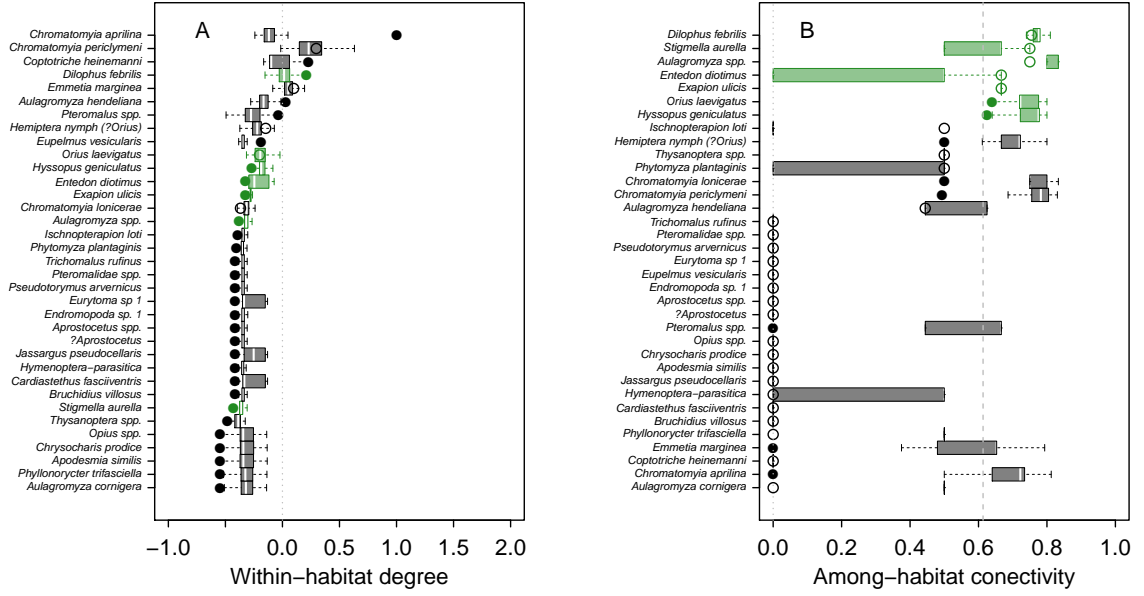 A
Chromatomyia aprilina
Chromatomyia periclymeni
Coptotriche heinemanni
Dilophus febrilis
Emmetia marginea
Aulagromyza hendeliana
Pteromalus spp.
Hemiptera nymph (?Orius)
Eupelmus vesicularis
Orius laevigatus
Hyssopus geniculatus
Entedon diotimus
Exapion ulicis
Chromatomyia lonicerae
Aulagromyza spp.
Ischnopterapion loti
Phytomyza plantaginis
Trichomalus rufinus
Pteromalidae spp.
Pseudotorymus arvernicus
Eurytoma sp 1
Endromopoda sp. 1
Aprostocetus spp.
?Aprostocetus
Jassargus pseudocellaris
Hymenoptera-parasitica
Cardiastethus fasciiventris
Bruchidius villosus
Stigmella aurella
Thysanoptera spp.
Opius spp.
Chrysocharis prodice
Apodesmia similis
Phyllonorycter trifasciella
Aulagromyza cornigera
−1.0 0.0 0.5 1.0 1.5 2.0
Within−habitat degree
B
Dilophus febrilis
Stigmella aurella
Aulagromyza spp.
Entedon diotimus
Exapion ulicis
Orius laevigatus
Hyssopus geniculatus
Ischnopterapion loti
Hemiptera nymph (?Orius)
Thysanoptera spp.
Phytomyza plantaginis
Chromatomyia lonicerae
Chromatomyia periclymeni
Aulagromyza hendeliana
Trichomalus rufinus
Pteromalidae spp.
Pseudotorymus arvernicus
Eurytoma sp 1
Eupelmus vesicularis
Endromopoda sp. 1
Aprostocetus spp.
?Aprostocetus
Pteromalus spp.
Opius spp.
Chrysocharis prodice
Apodesmia similis
Jassargus pseudocellaris
Hymenoptera-parasitica
Cardiastethus fasciiventris
Bruchidius villosus
Phyllonorycter trifasciella
Emmetia marginea
Coptotriche heinemanni
Chromatomyia aprilina
Aulagromyza cornigera
0.0 0.2 0.4 0.6 0.8 1.0
Among−habitat conectivity